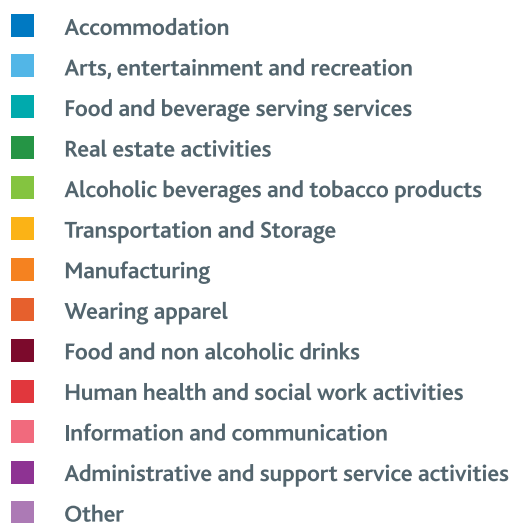 Accommodation
Arts, entertainment and recreation
Food and beverage serving services
Real estate activities
Alcoholic beverages and tobacco products
Transportation and Storage
Manufacturing
Wearing apparel
Food and non alcoholic drinks
Human health and social work activities
Information and communication
Administrative and support service activities
Other